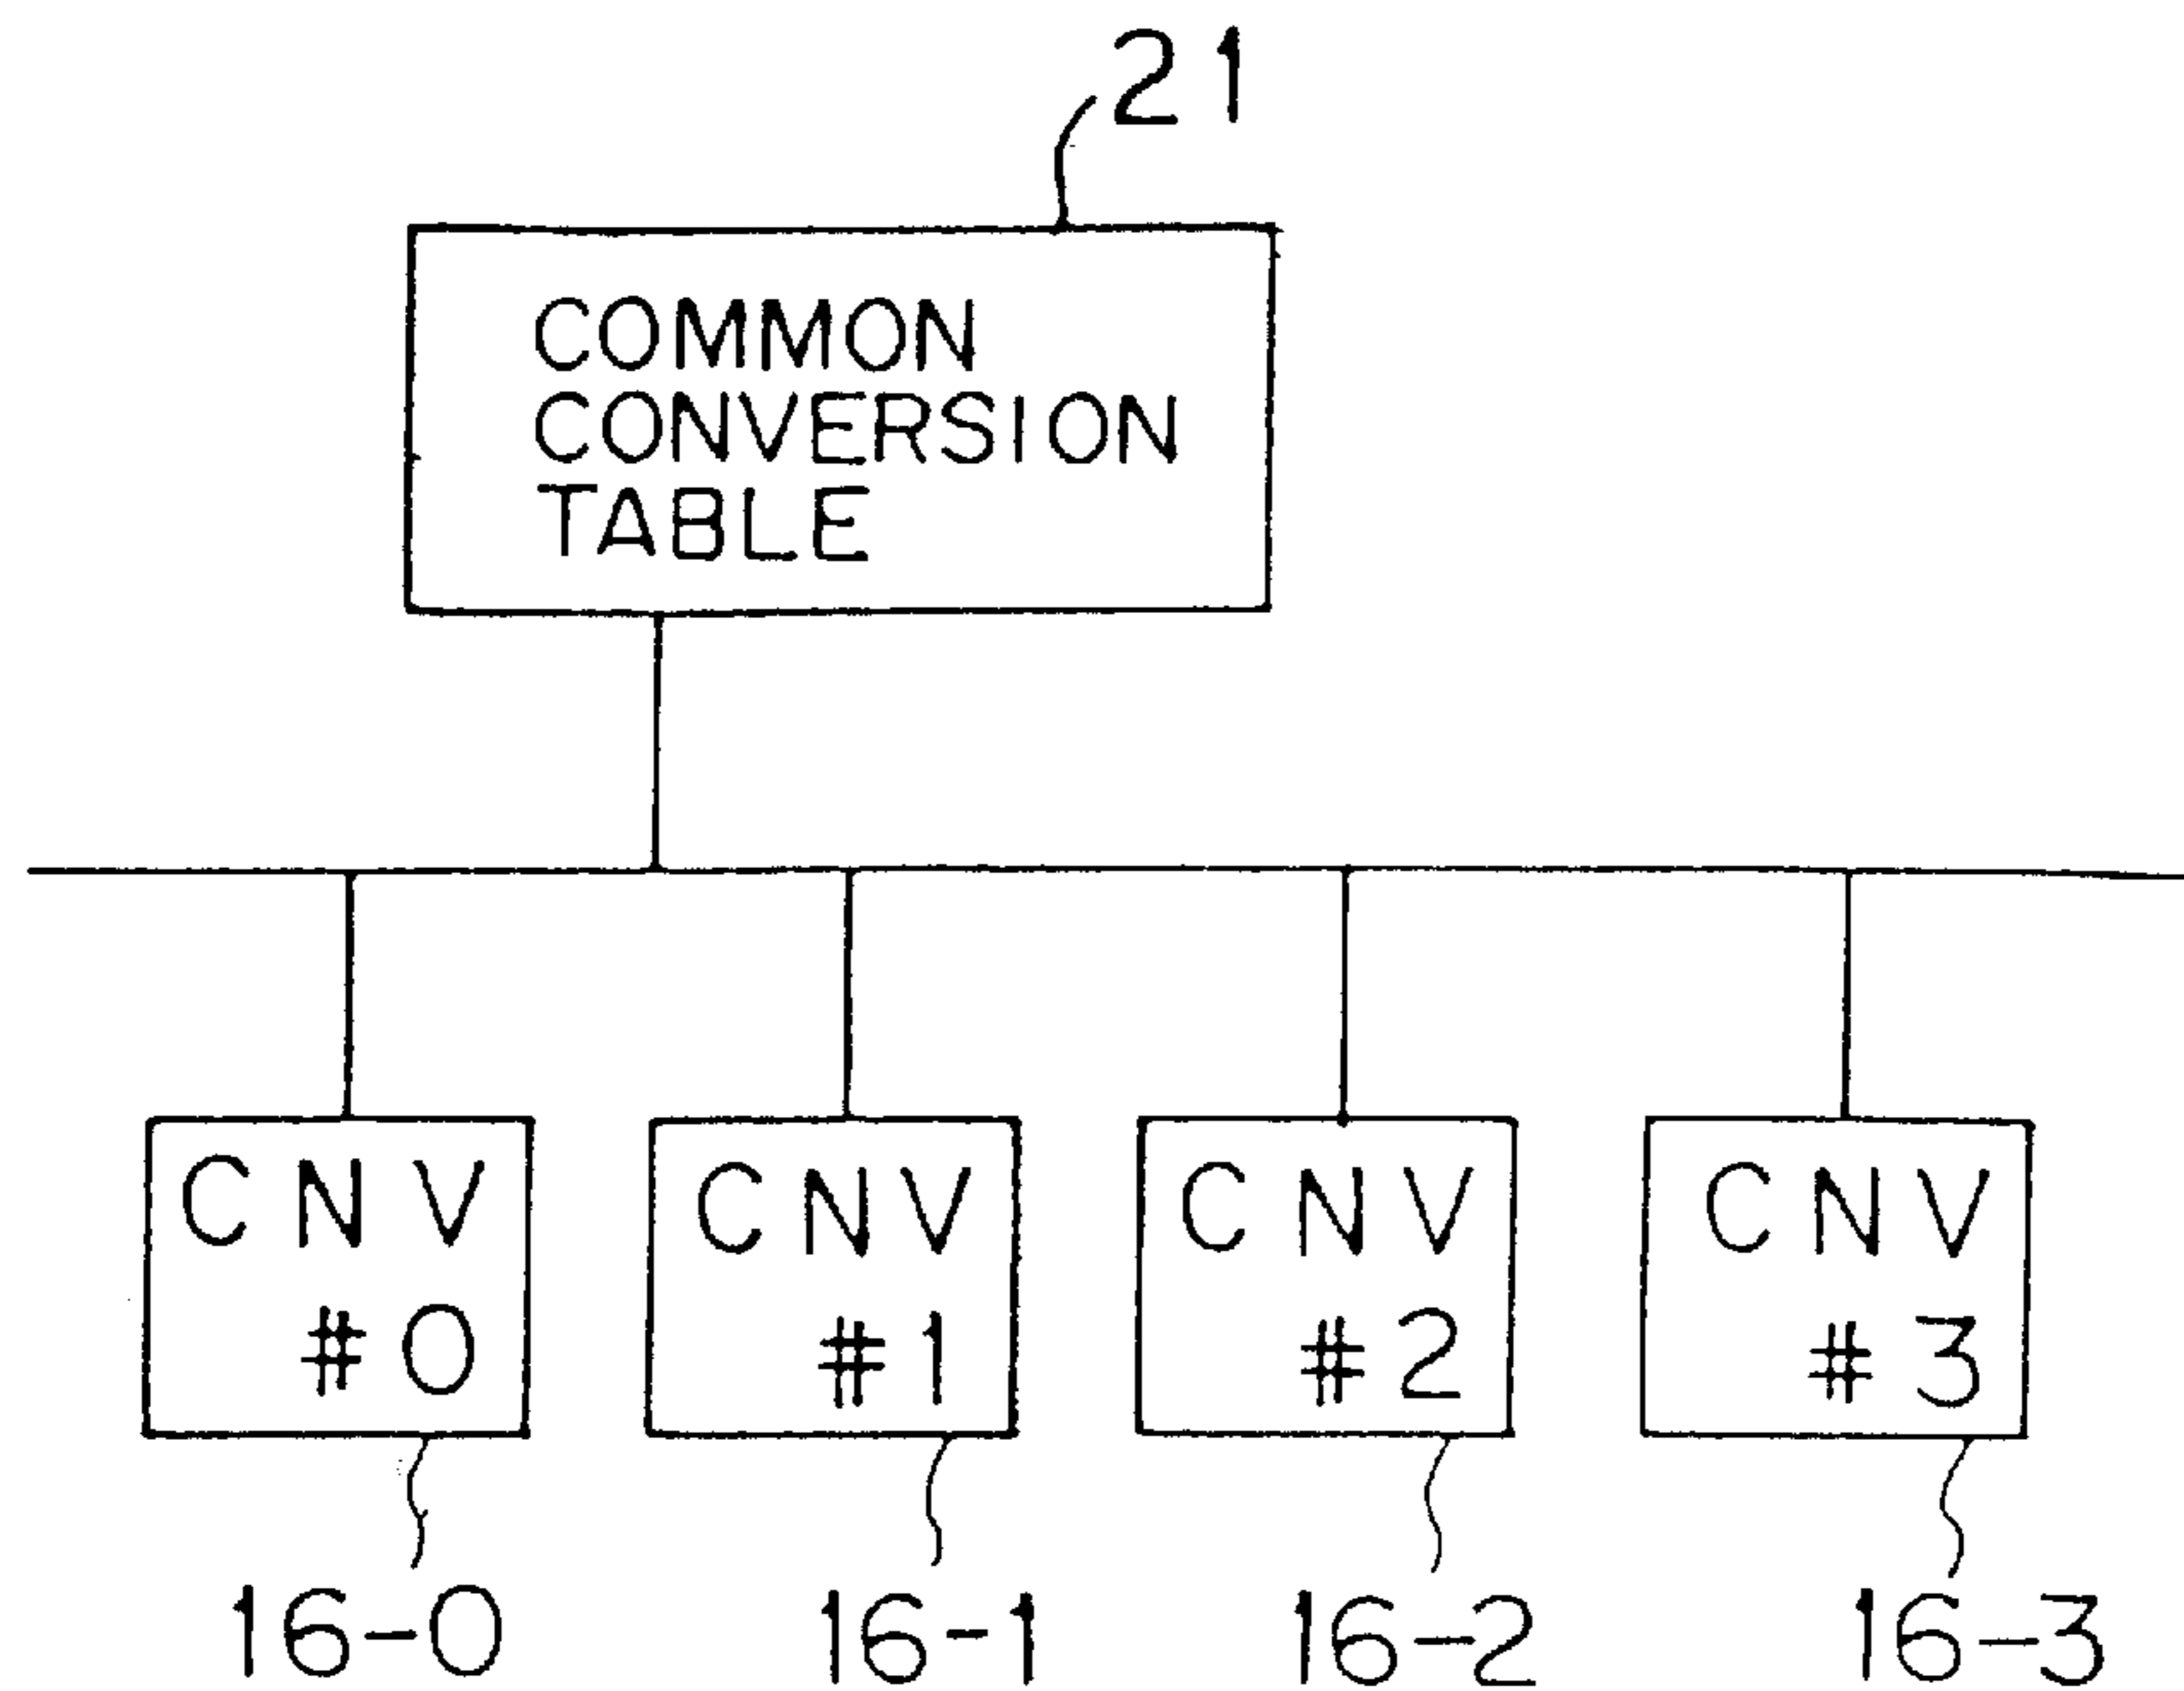 21
COMMON
CONVERSION
TABLE
CNV
#0
CNV
#1
CNV
#2
CNV
#3
16-0
16-1
16-2
16-3